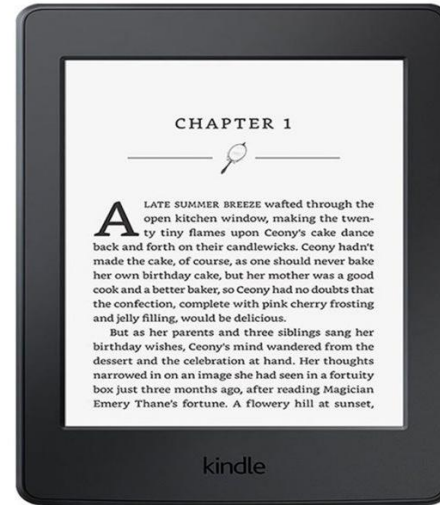 CHAPTER 1
A LATE SUMMER BREEZE wafted through the
open kitchen window, making the twen-
ty tiny flames upon Ceony's cake dance
back and forth on their candlewicks. Ceony hadn't
made the cake, of course, as one should never bake
her own birthday cake, but her mother was a good
cook and a better baker, so Ceony had no doubts that
the confection, complete with pink cherry frosting
and jelly filling, would be delicious.
But as her parents and three siblings sang her
birthday wishes, Ceony's mind wandered from the
dessert and the celebration at hand. Her thoughts
narrowed in on an image she had seen in a fortuity
box just three months ago, after reading Magician
Emery Thane's fortune. A flowery hill at sunset,
kindle